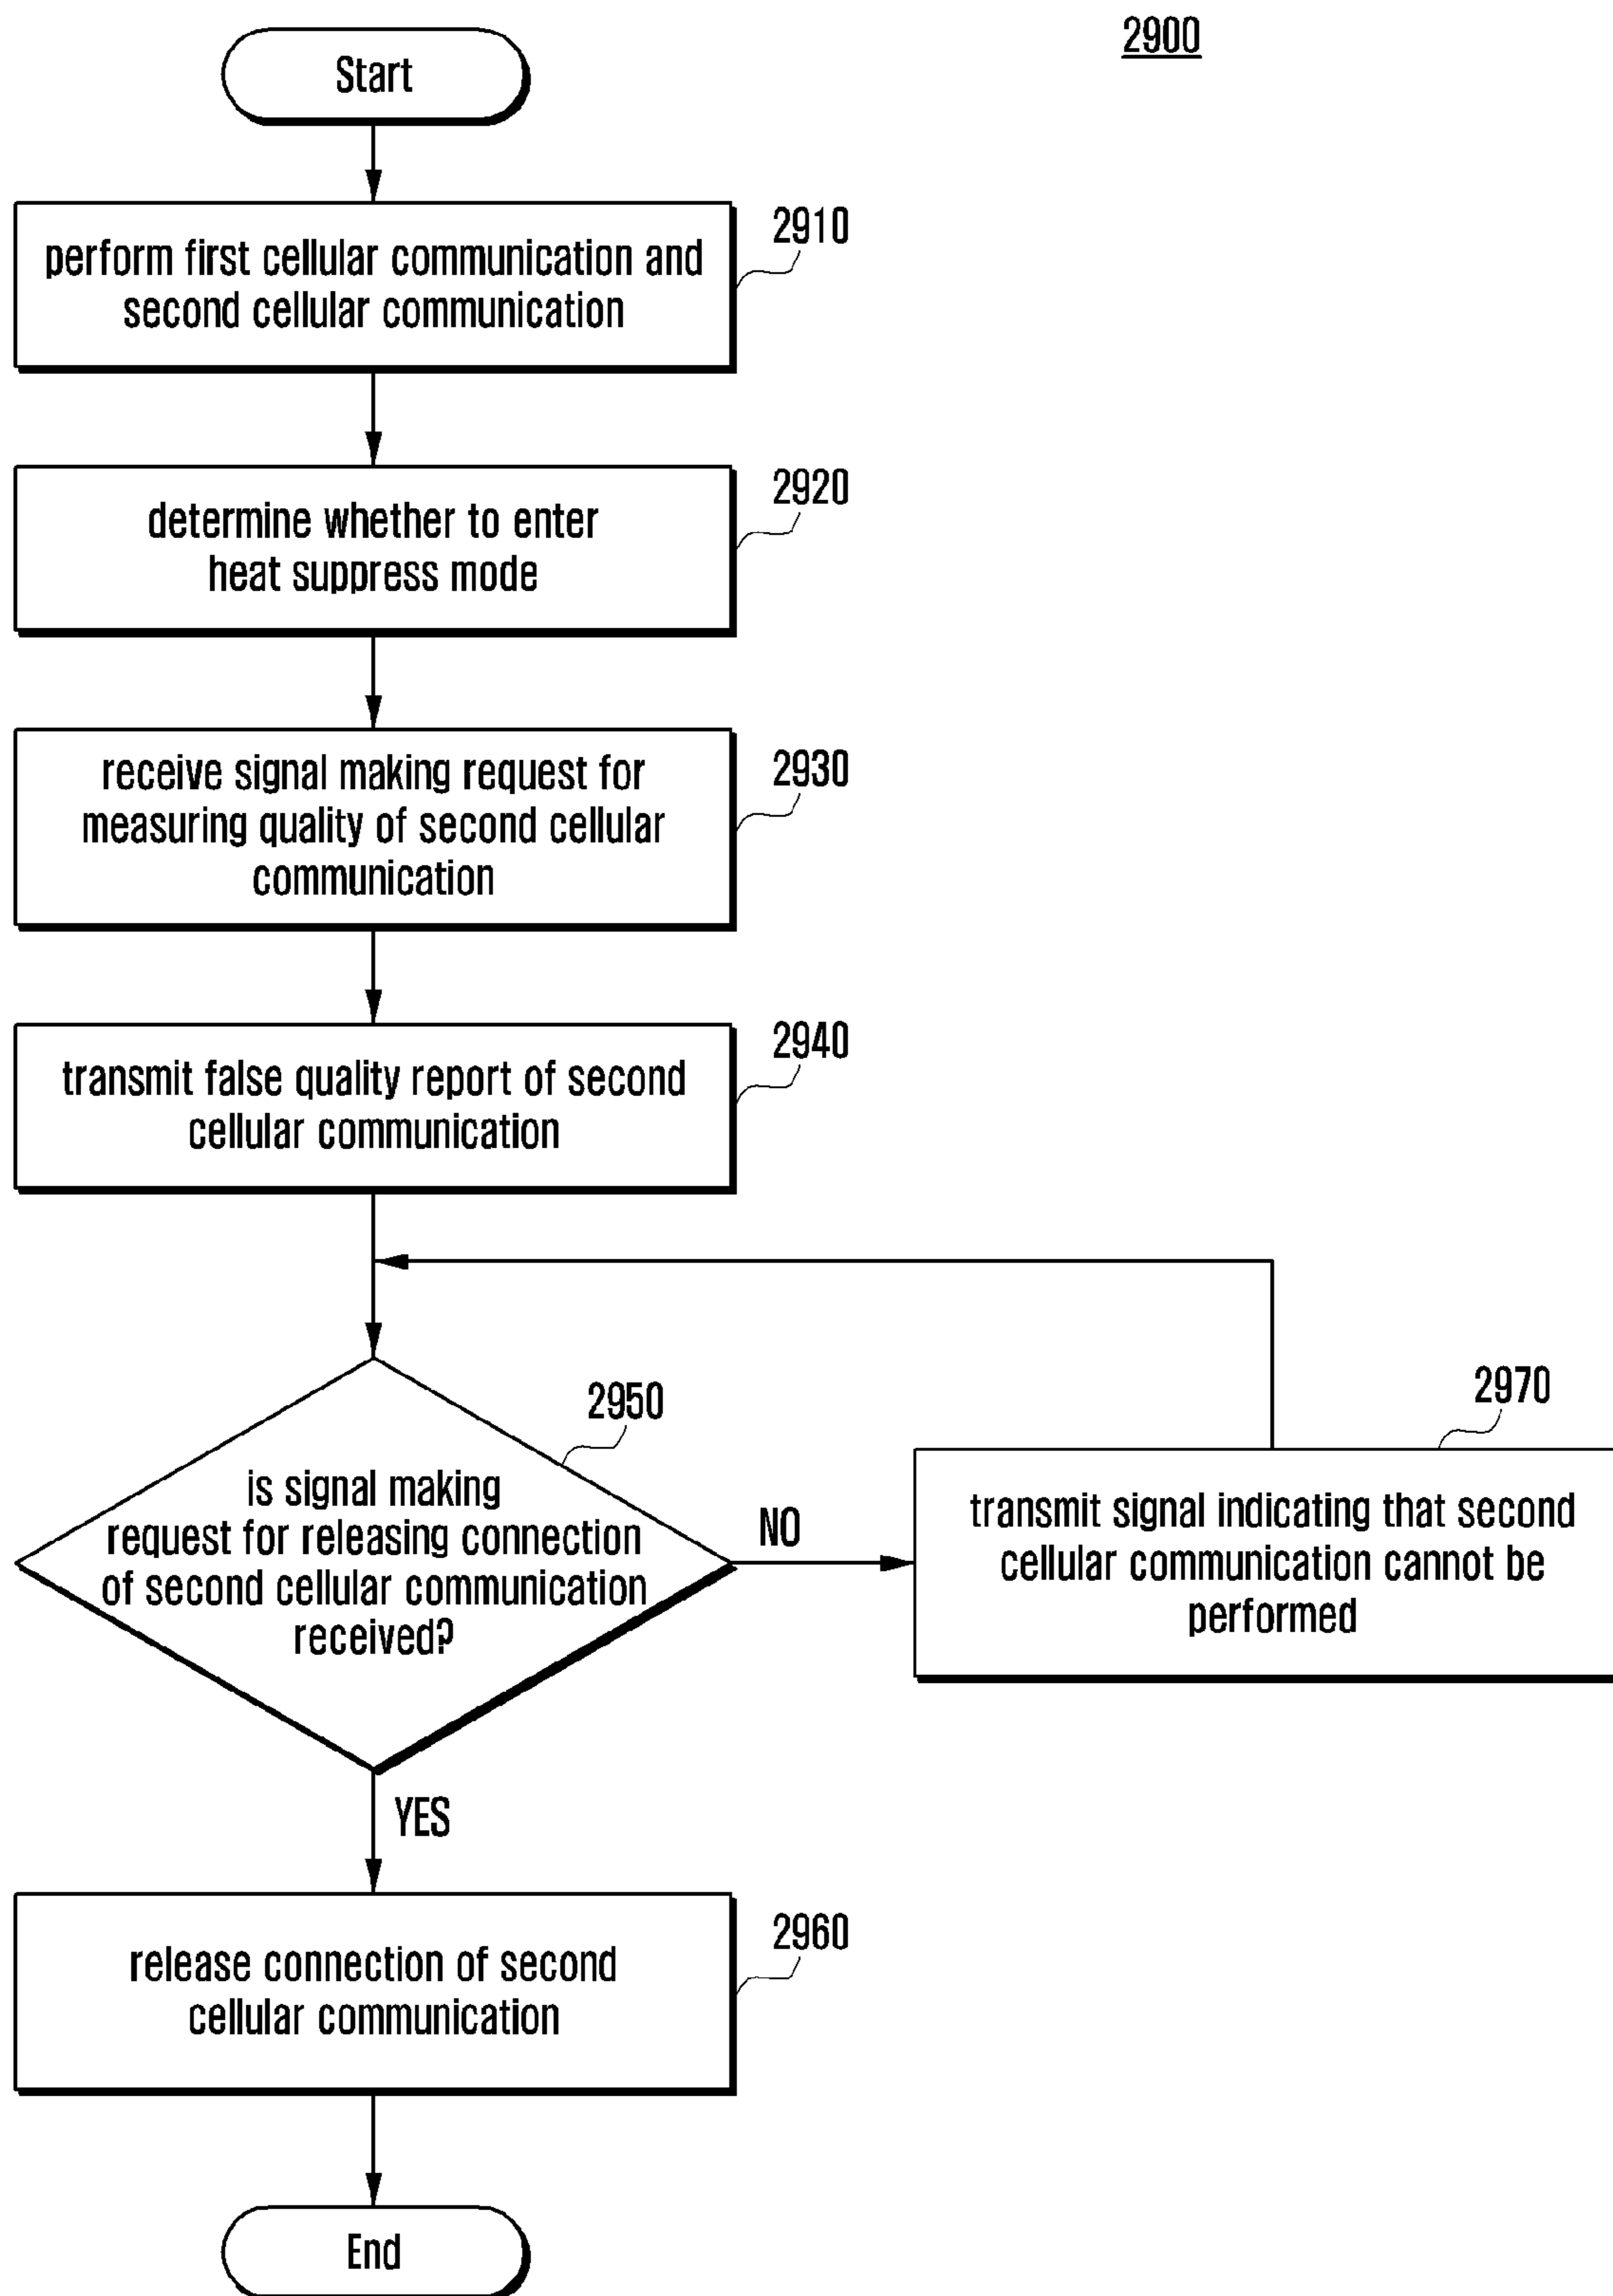 2900
Start
2910
perform first cellular communication and
second cellular communication
2920
determine whether to enter
heat suppress mode
2930
receive signal making request for
measuring quality of second cellular
communication
2940
transmit false quality report of second
cellular communication
2950
is signal making
request for releasing connection
of second cellular communication
received?
NO
2970
transmit signal indicating that second
cellular communication cannot be
performed
YES
2960
release connection of second
cellular communication
End